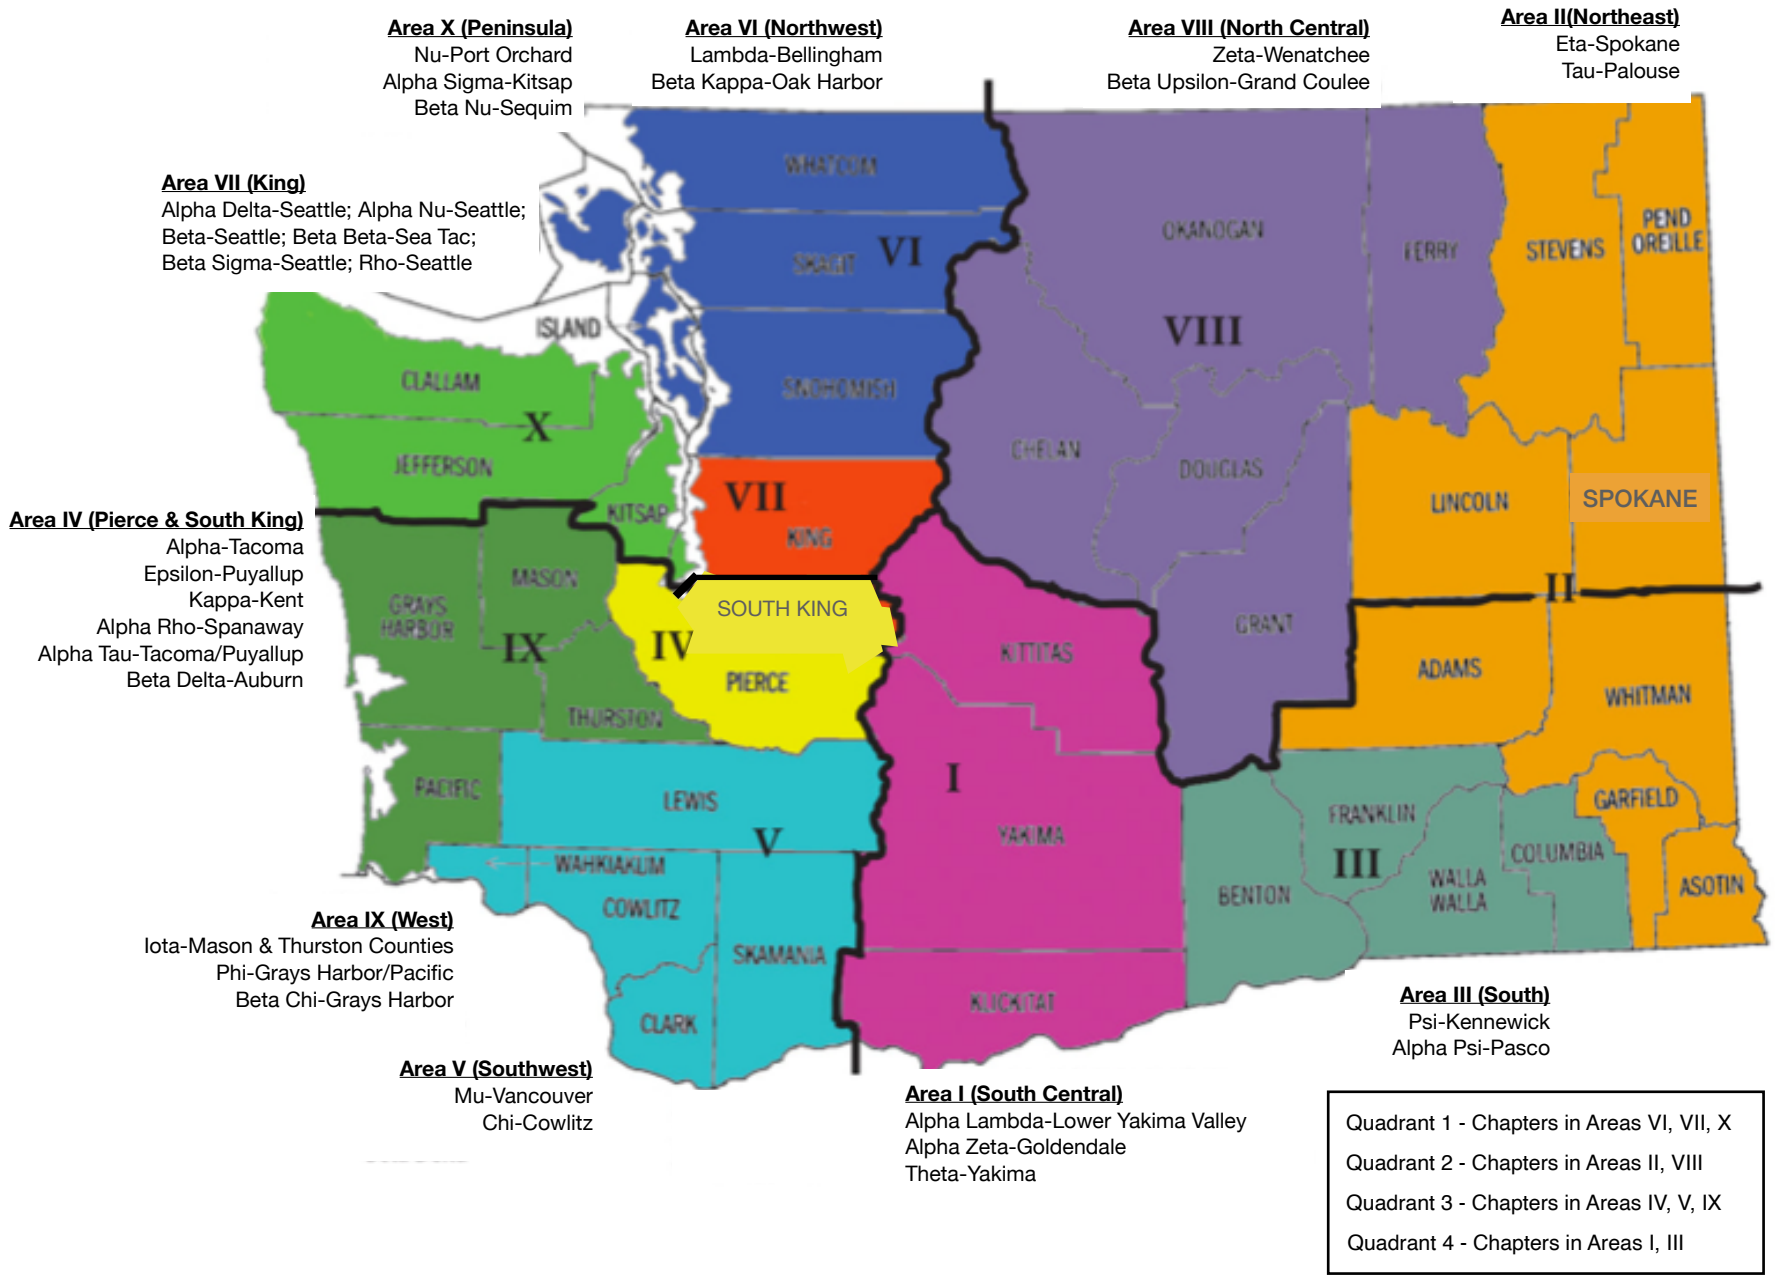 Area X (Peninsula)
Nu-Port Orchard
Alpha Sigma-Kitsap
Beta Nu-Sequim
Area VI (Northwest)
Lambda-Bellingham
Beta Kappa-Oak Harbor
Area VIII (North Central)
Zeta-Wenatchee
Beta Upsilon-Grand Coulee
Area II(Northeast)
Eta-Spokane
Tau-Palouse
Area VII (King)
Alpha Delta-Seattle; Alpha Nu-Seattle;
Beta-Seattle; Beta Beta-Sea Tac;
Beta Sigma-Seattle; Rho-Seattle
WHATCOM
SKAGIT
VI
ISLAND
SNOHOMISH
OKANOGAN
FERRY
STEVENS
PEND
OREILLE
VIII
CLALLAM
X
JEFFERSON
KITSAP
VII
KING
CHELAN
DOUGLAS
LINCOLN
SPOKANE
Area IV (Pierce & South King)
Alpha-Tacoma
Epsilon-Puyallup
Kappa-Kent
Alpha Rho-Spanaway
Alpha Tau-Tacoma/Puyallup
Beta Delta-Auburn
MASON
GRAYS
HARBOR
IX
THURSTON
SOUTH KING
IV
PIERCE
KITTITAS
GRANT
II
ADAMS
WHITMAN
PACIFIC
LEWIS
V
I
YAKIMA
FRANKLIN
GARFIELD
III
COLUMBIA
BENTON
WALLA
WALLA
ASOTIN
WAHKIAKUM
COWLITZ
SKAMANIA
CLARK
KLICKITAT
Area IX (West)
Iota-Mason & Thurston Counties
Phi-Grays Harbor/Pacific
Beta Chi-Grays Harbor
Area V (Southwest)
Mu-Vancouver
Chi-Cowlitz
Area I (South Central)
Alpha Lambda-Lower Yakima Valley
Alpha Zeta-Goldendale
Theta-Yakima
Area III (South)
Psi-Kennewick
Alpha Psi-Pasco
Quadrant 1 - Chapters in Areas VI, VII, X
Quadrant 2 - Chapters in Areas II, VIII
Quadrant 3 - Chapters in Areas IV, V, IX
Quadrant 4 - Chapters in Areas I, III